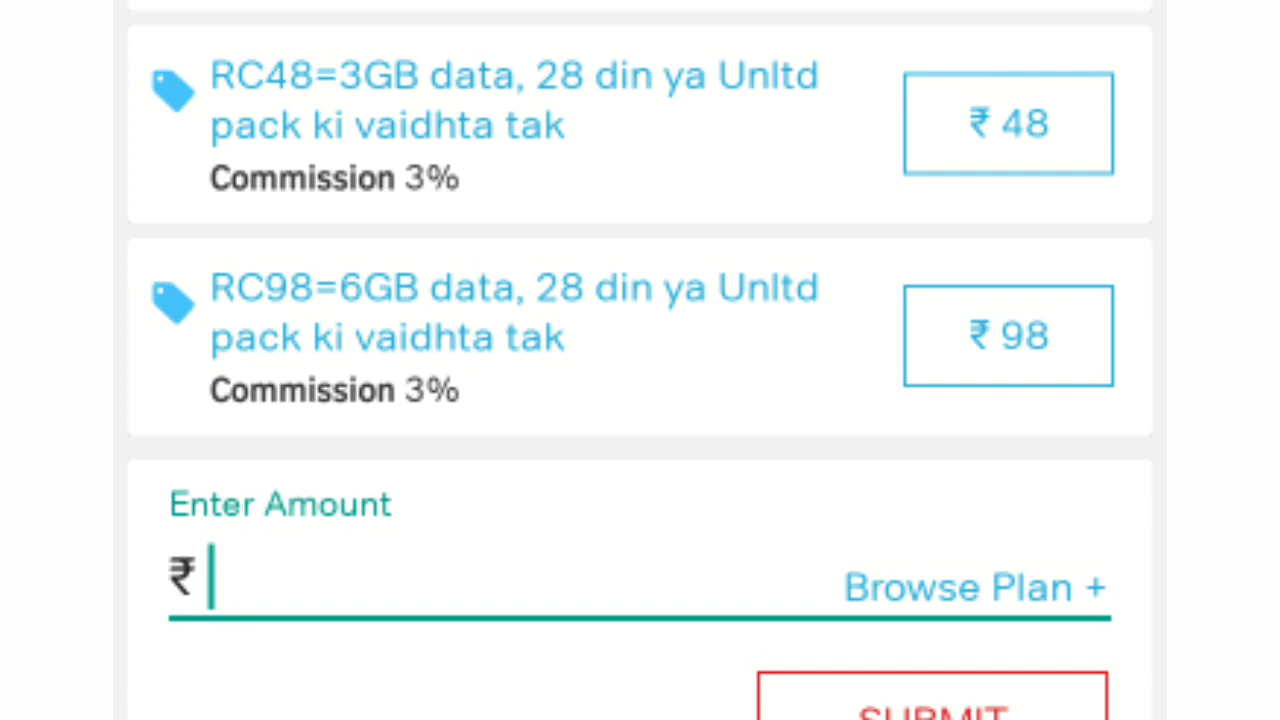 RC48=3GB data, 28 din ya Unltd
pack ki vaidhta tak
₹ 48
Commission 3%
RC98=6GB data, 28 din ya Unltd
pack ki vaidhta tak
₹ 98
Commission 3%
Enter Amount
₹
Browse Plan +
SUBMIT